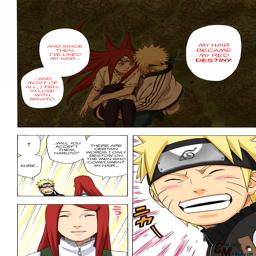 MY HAIR
BECAME
MY RED
DESTINY.
AND SINCE
THEN,
I'VE LIKED
MY HAIR...
...AND
MOST OF
ALL, I FELL
IN LOVE
WITH
MINATO.
THERE ARE
CERTAIN
WORDS I ONLY
BESTOW ON
THE MEN WHO
COMPLIMENT
MY HAIR.
...WILL YOU
ACCEPT
THEM,
NARUTO?
?
SURE...